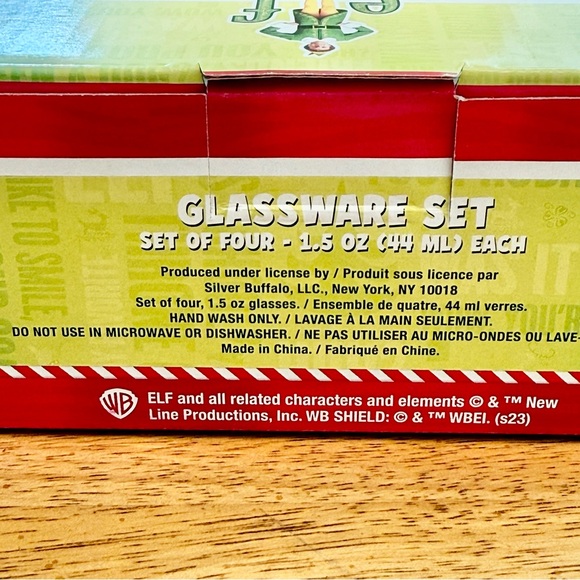 elf
GLASSWARE SET
SET OF FOUR - 1.5 OZ (44 ML) EACH
Produced under license by / Produit sous licence par
Silver Buffalo, LLC., New York, NY 10018
Set of four, 1.5 oz glasses. / Ensemble de quatre, 44 ml verres.
HAND WASH ONLY. / LAVAGE À LA MAIN SEULEMENT.
DO NOT USE IN MICROWAVE OR DISHWASHER. / NE PAS UTILISER AU MICRO-ONDES OU LAVE-
Made in China. / Fabriqué en Chine.
WB
ELF and all related characters and elements © & ™ New
Line Productions, Inc. WB SHIELD: © & ™ WBEI. (s23)